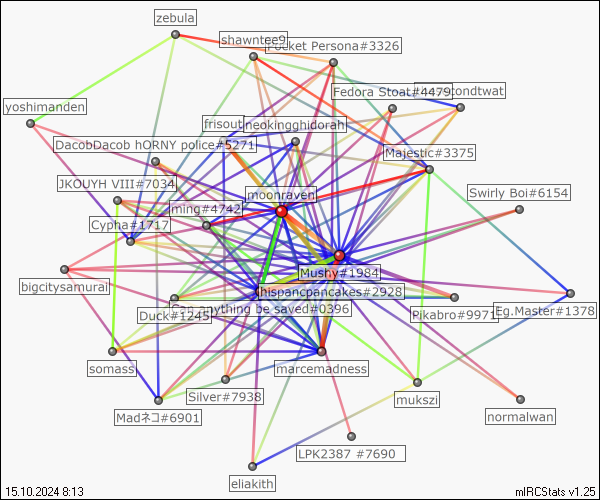 zebula
shawntee9
Pocket Persona#3326
Fedora Stoat#4479
condtwat
yoshimanden
frisout
neokingghidorah
DacobDacob hORNY police#5271
Majestic#3375
JKOUYH VIII#7034
moonraven
Swirly Boi#6154
ming#4742
Cypha#1717
Mushy#1984
bigcitysamurai
hispancpancakes#2928
Can anything be saved#0396
Duck#1245
Pikabro#9971
Eg.Master#1378
somass
marcemadness
Silver#7938
mukszi
Madネコ#6901
normalwan
LPK2387 #7690
eliakith
15.10.2024 8:13
mIRCStats v1.25